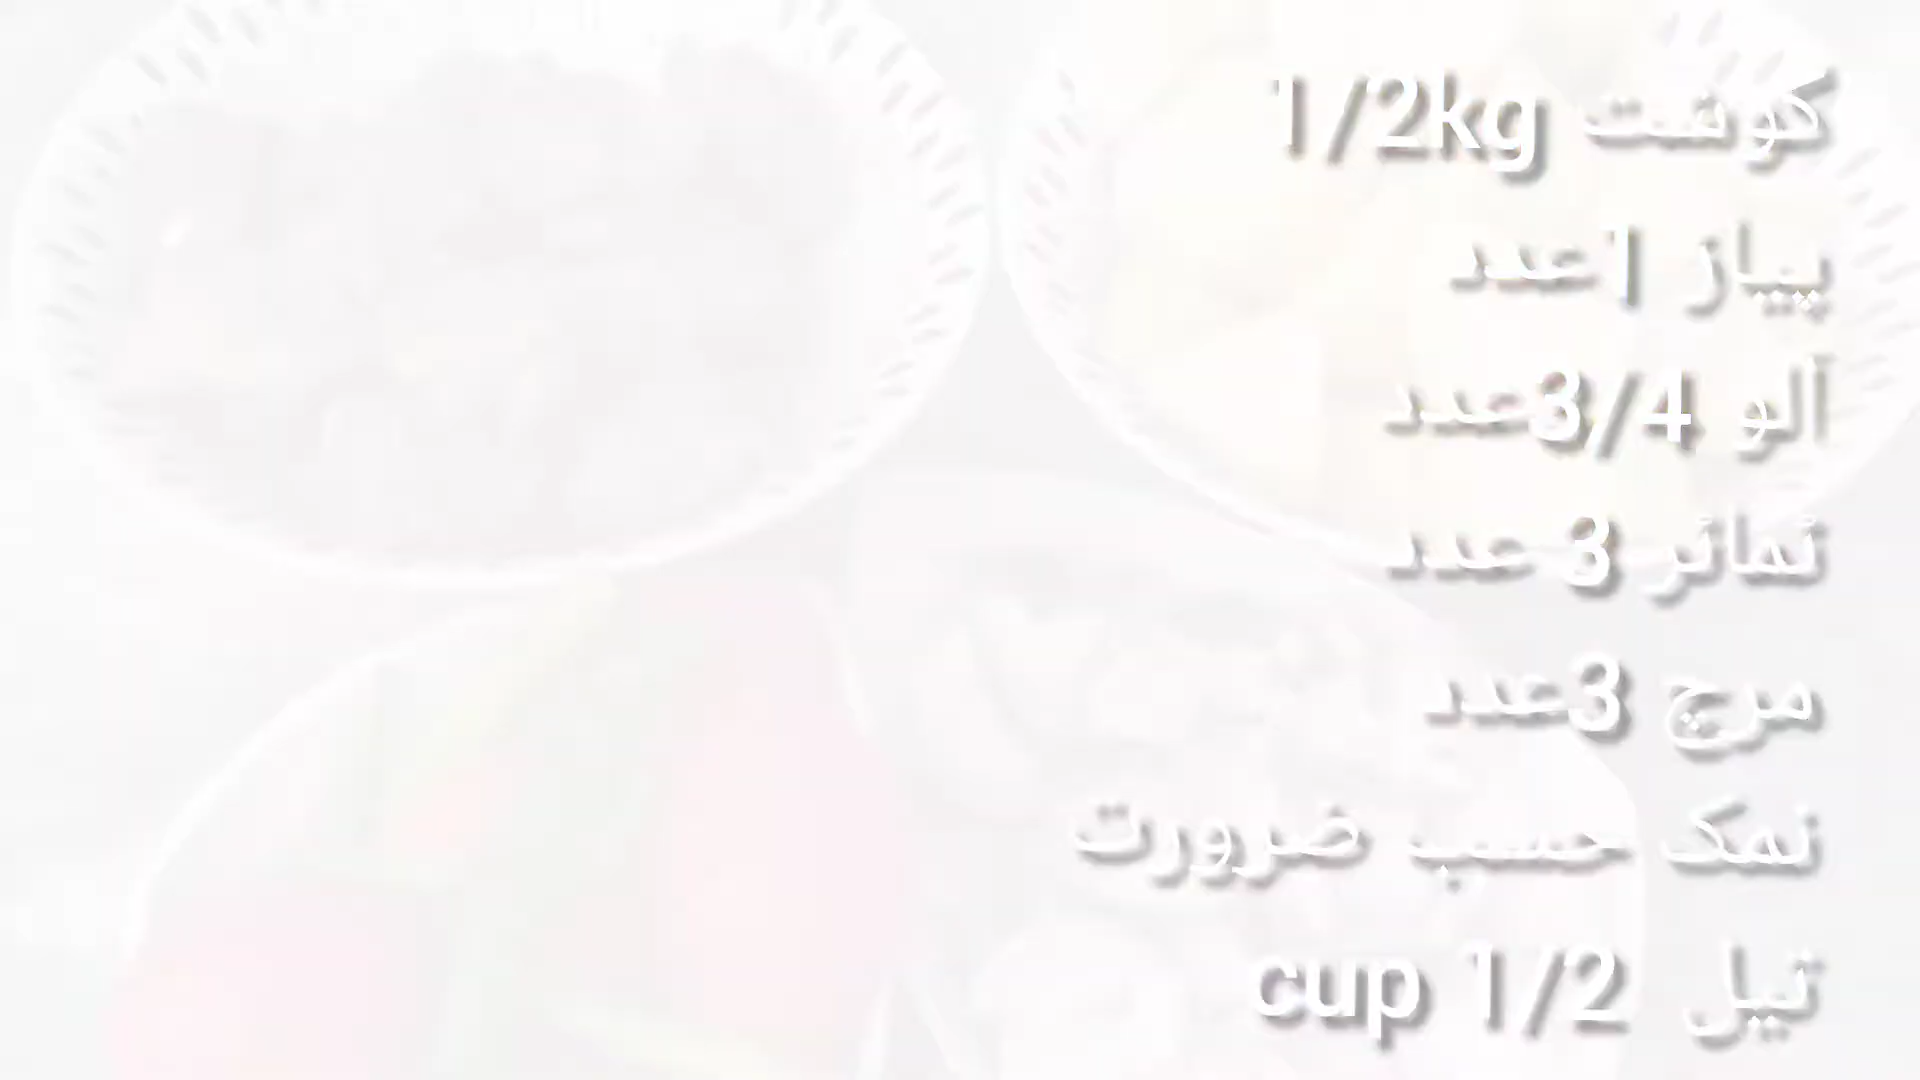 گوشت 1/2kg
پیاز 1عدد
آلو 3/4عدد
ٹماٹر 3 عدد
مرچ 3عدد
نمک حسب ضرورت
تیل 1/2 cup